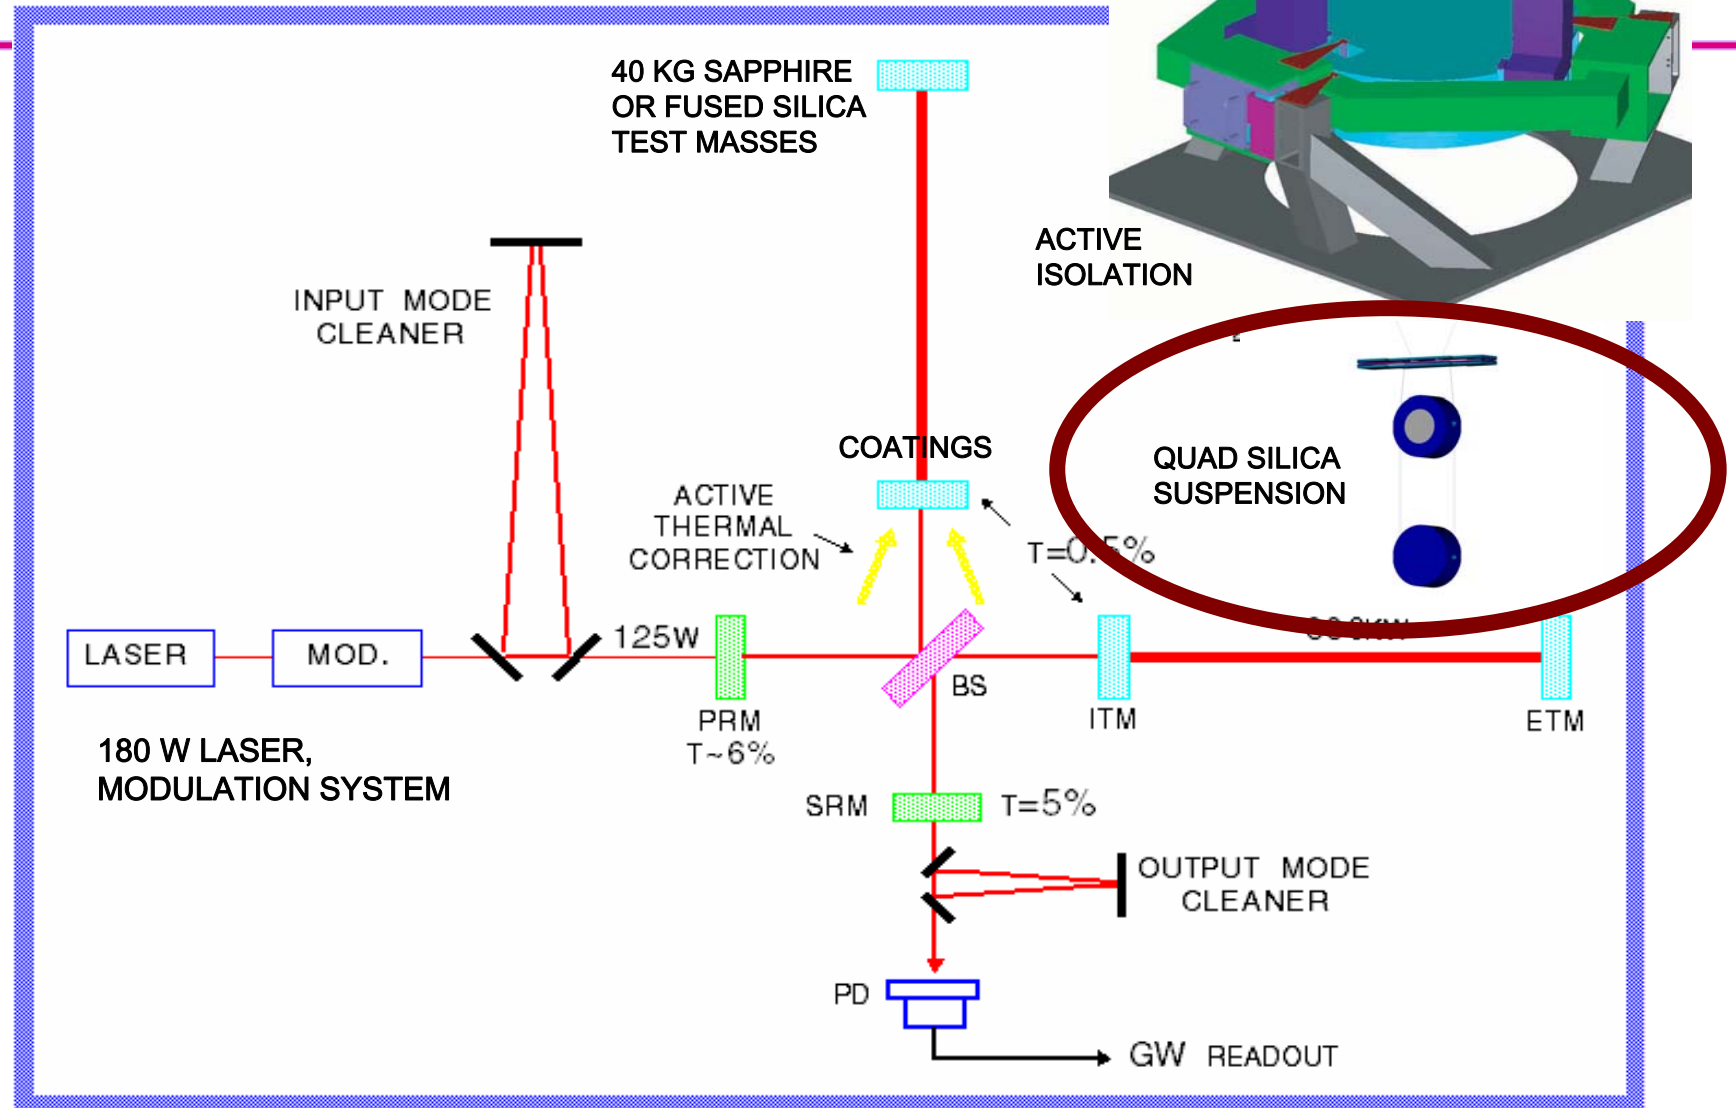 40 KG SAPPHIRE
OR FUSED SILICA
TEST MASSES
ACTIVE
ISOLATION
INPUT MODE
CLEANER
COATINGS
QUAD SILICA
SUSPENSION
ACTIVE
THERMAL
CORRECTION
T=0.5%
LASER
MOD.
125W
BS
PRM
T~6%
ITM
ETM
180 W LASER,
MODULATION SYSTEM
SRM
T=5%
OUTPUT MODE
CLEANER
PD
GW READOUT